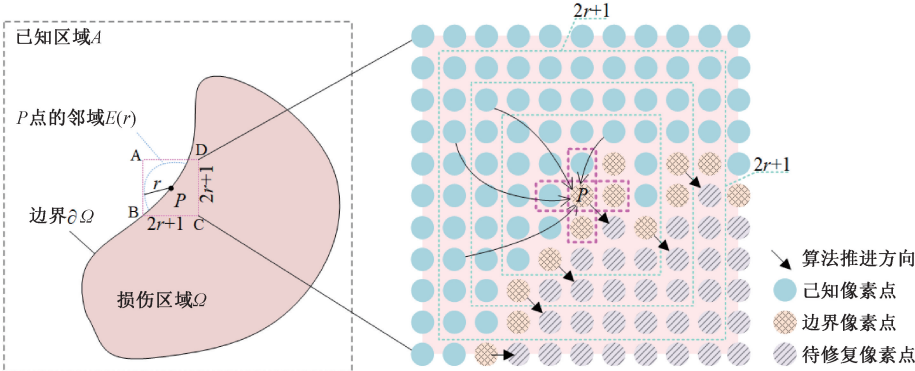 已知区域A
P点的邻域E(r)
A
D
r
P
2r+1
B
2r+1
C
边界∂Ω
损伤区域Ω
2r+1
P
2r+1
算法推进方向
已知像素点
边界像素点
待修复像素点